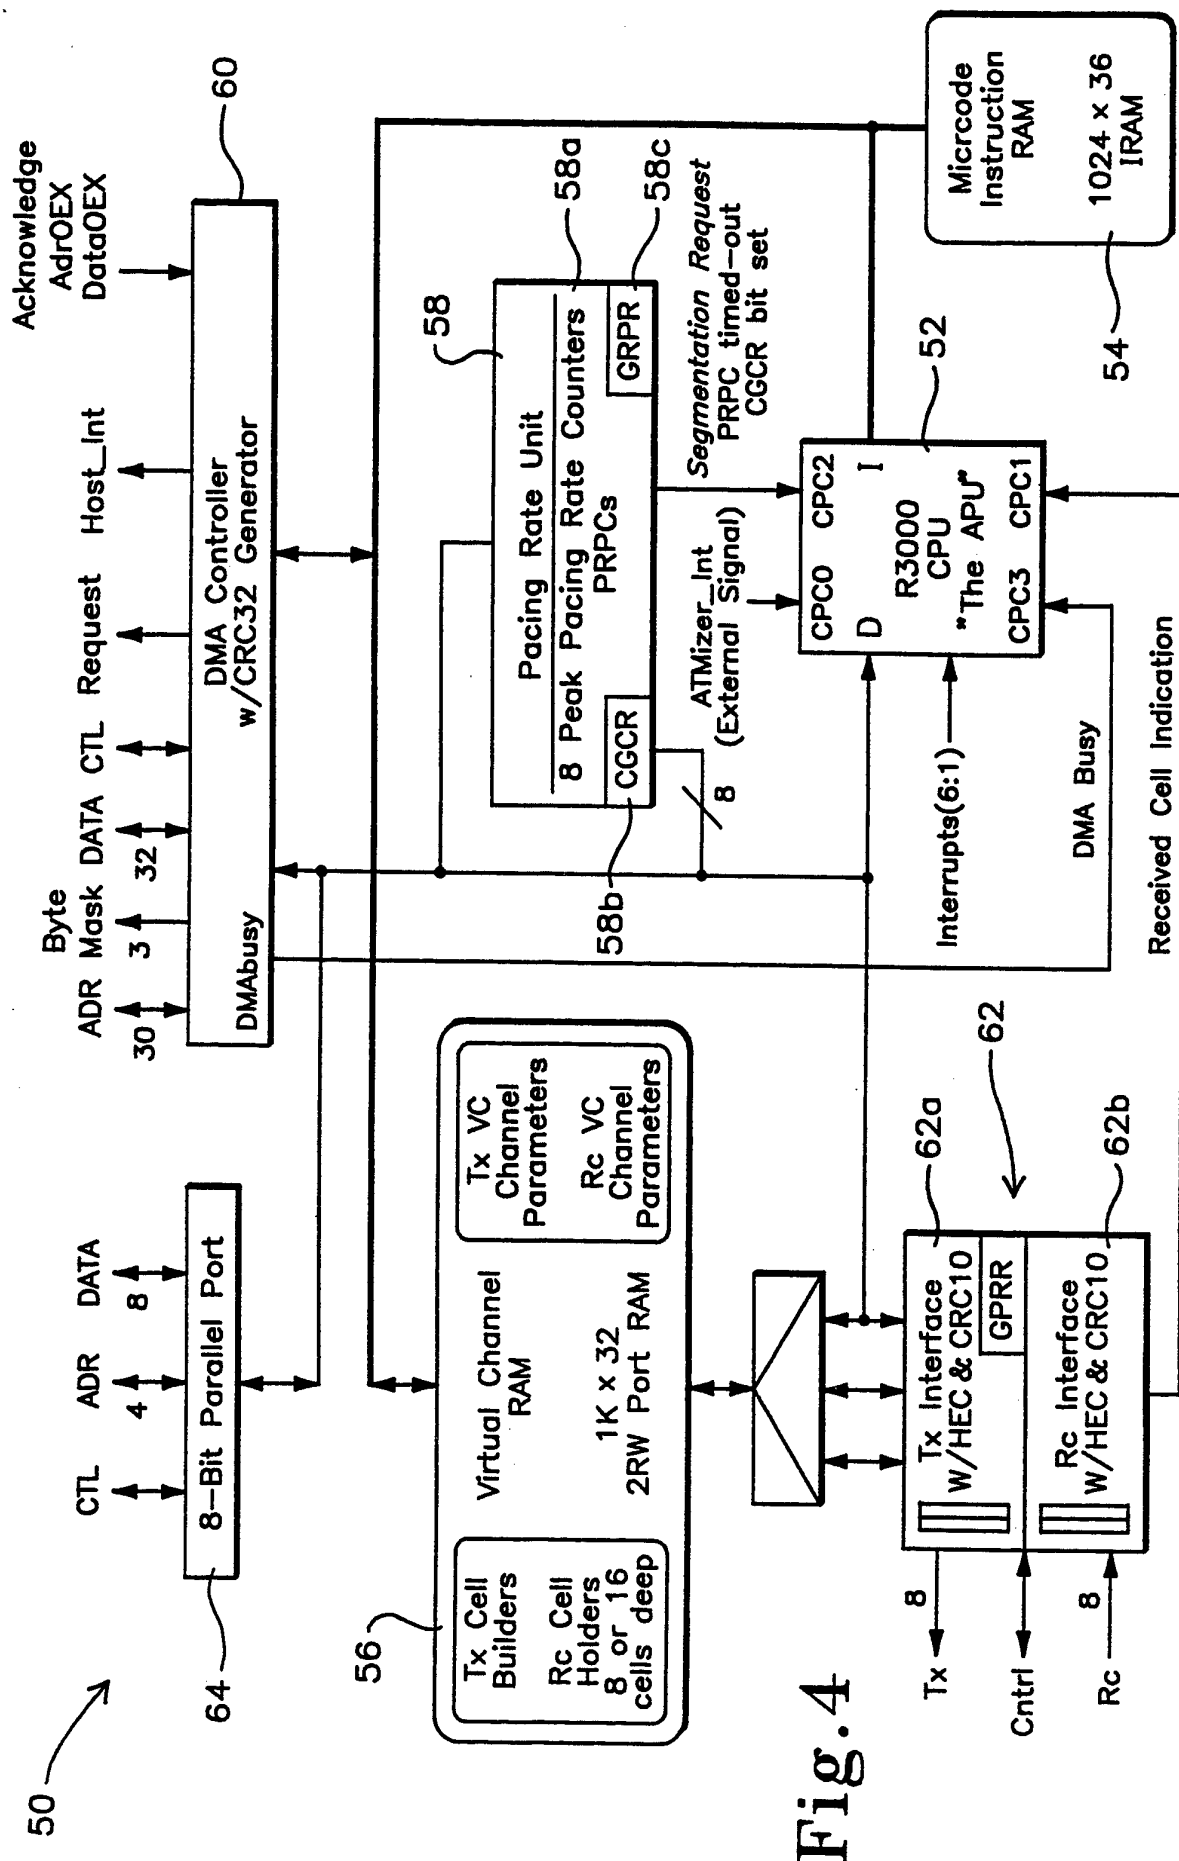 50
CTL
ADR
DATA
4
8
8-Bit Parallel Port
64
ADR
Byte
Mask
DATA
CTL
Request
Host_Int
Acknowledge
AdrOEX
DataOEX
30
3
32
DMA Controller
w/CRC32 Generator
DMAbusy
60
56
Tx Cell
Builders
Rc Cell
Holders
8 or 16
cells deep
Virtual Channel
RAM
1K x 32
2RW Port RAM
Tx VC
Channel
Parameters
Rc VC
Channel
Parameters
58
Pacing Rate Unit
8 Peak Pacing Rate Counters
PRPCs
CGCR
GRPR
58a
58b
58c
8
ATMizer_Int
(External Signal)
Segmentation Request
PRPC timed-out
CGCR bit set
CPC0
CPC2
D
I
R3000
CPU
"The APU"
CPC3
CPC1
52
Interrupts(6:1)
DMA Busy
Received Cell Indication
Micrcode
Instruction
RAM
1024 x 36
IRAM
54
Tx
8
Cntrl
Rc
8
Tx Interface
W/HEC & CRC10
GPRR
Rc Interface
W/HEC & CRC10
62a
62
62b
Fig.4